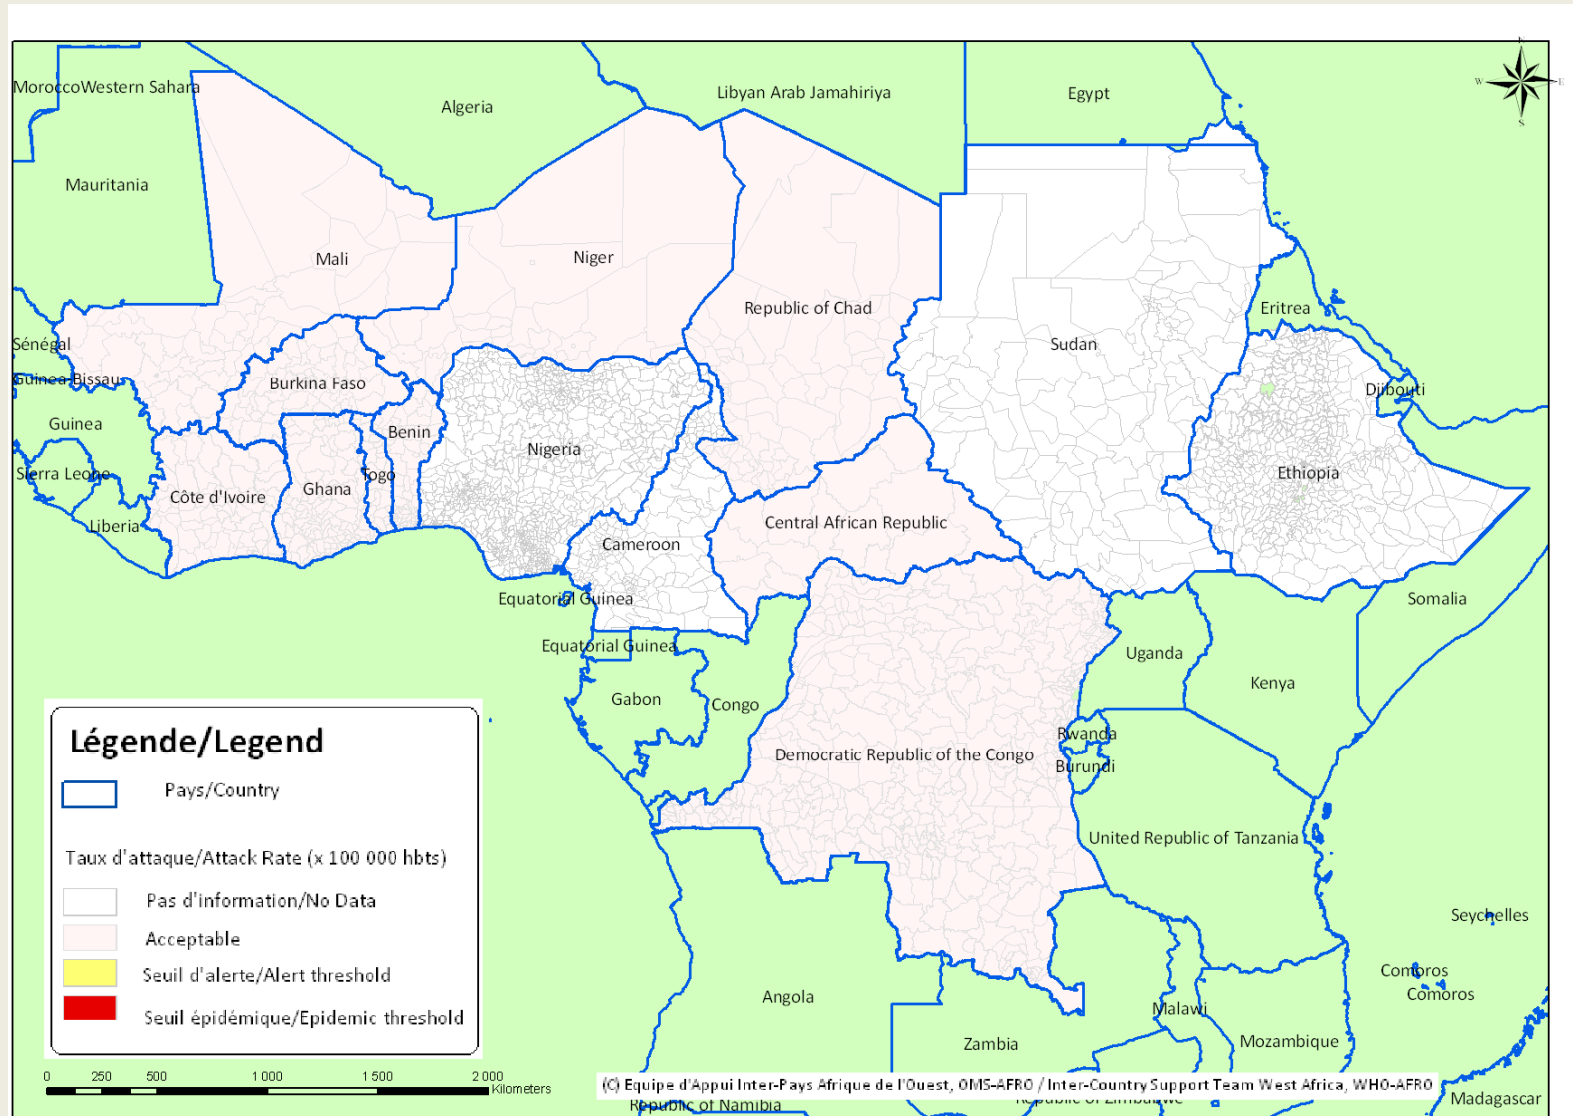 N
W
E
S
MoroccoWestern Sahara
Algeria
Libyan Arab Jamahiriya
Egypt
Mauritania
Mali
Niger
Republic of Chad
Sudan
Eritrea
Sénégal
Guinea Bissau
Burkina Faso
Djibouti
Guinea
Benin
Nigeria
Sierra Leone
Togo
Ethiopia
Côte d'Ivoire
Ghana
Liberia
Central African Republic
Cameroon
Equatorial Guinea
Somalia
Equatorial Guinea
Uganda
Gabon
Congo
Kenya
Rwanda
Democratic Republic of the Congo
Burundi
United Republic of Tanzania
Seychelles
Comoros
Comoros
Angola
Malawi
Zambia
Mozambique
Madagascar
Republic of Namibia
Republic of Zimbabwe
Légende/Legend
Pays/Country
Taux d'attaque/Attack Rate (x 100 000 hbts)
Pas d'information/No Data
Acceptable
Seuil d'alerte/Alert threshold
Seuil épidémique/Epidemic threshold
0 250 500 1 000 1 500 2 000
Kilometers
(C) Equipe d'Appui Inter-Pays Afrique de l'Ouest, OMS-AFRO / Inter-Country Support Team West Africa, WHO-AFRO